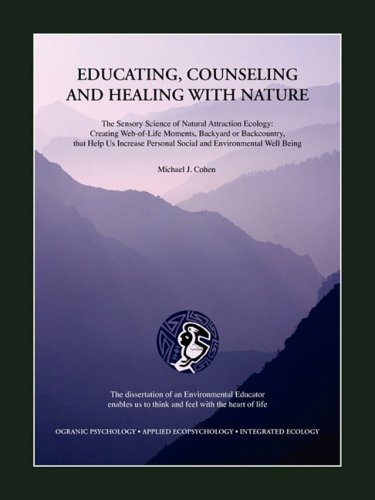 EDUCATING, COUNSELING
AND HEALING WITH NATURE
The Sensory Science of Natural Attraction Ecology:
Creating Web-of-Life Moments, Backyard or Backcountry,
that Help Us Increase Personal Social and Environmental Well Being
Michael J. Cohen
The dissertation of an Environmental Educator
enables us to think and feel with the heart of life
OGRANIC PSYCHOLOGY • APPLIED ECOPSYCHOLOGY • INTEGRATED ECOLOGY